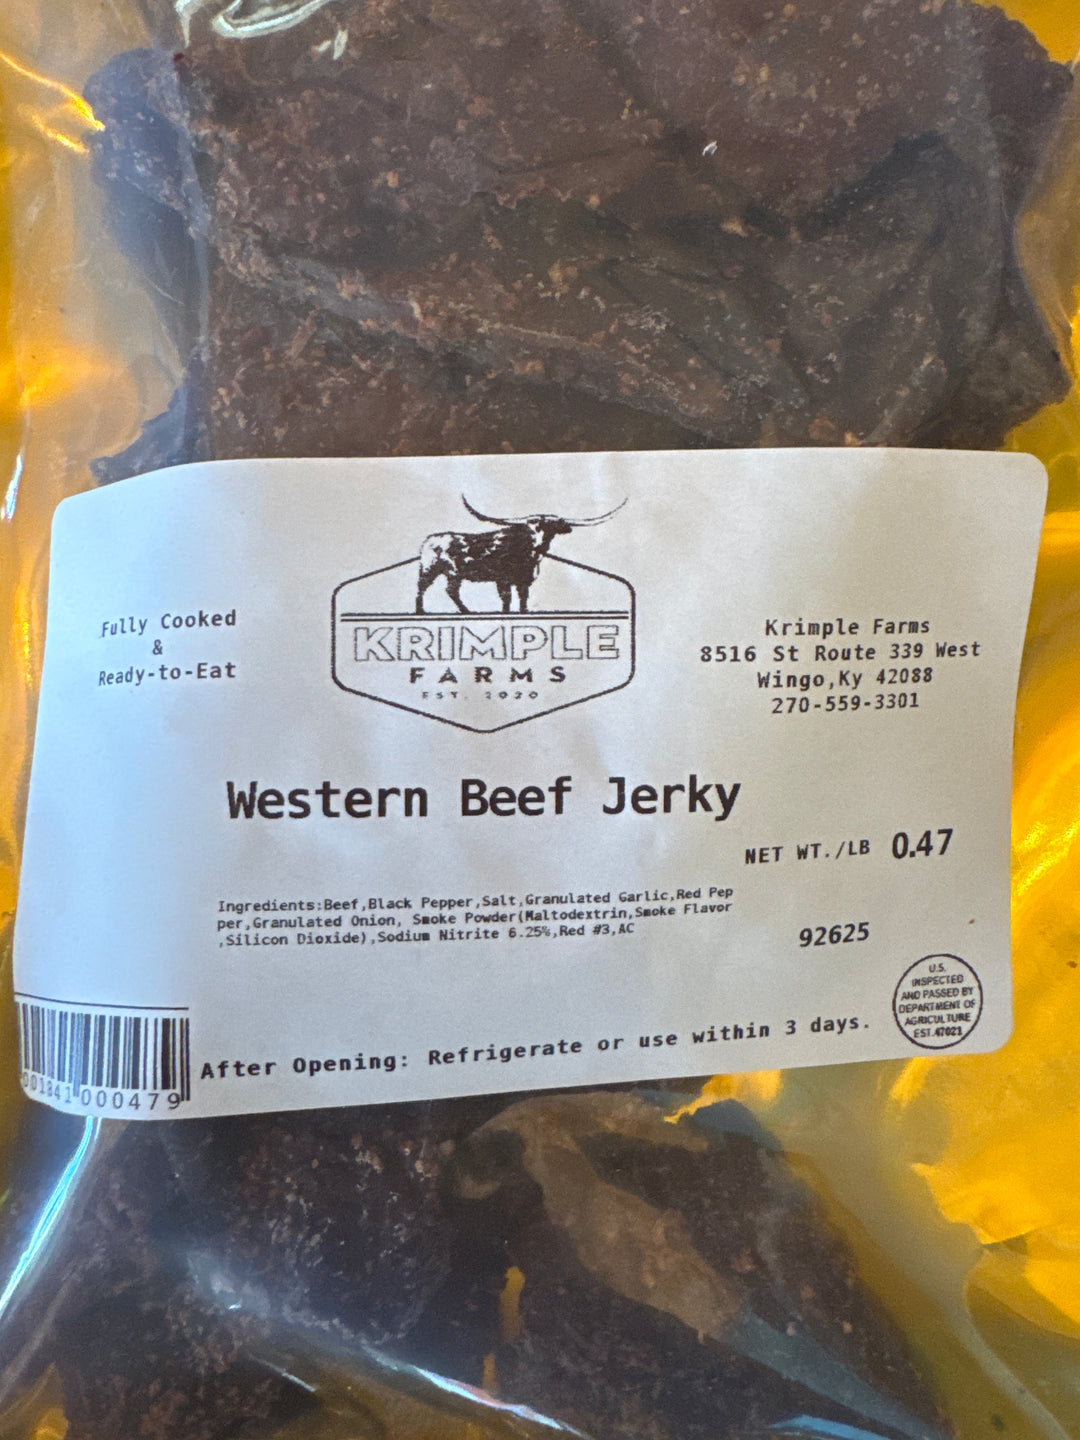 Fully Cooked
&
Ready-to-Eat
KRIMPLE
FARMS
EST. 2020
Krimple Farms
8516 St Route 339 West
Wingo,Ky 42088
270-559-3301
Western Beef Jerky
NET WT./LB 0.47
Ingredients:Beef,Black Pepper,Salt,Granulated Garlic,Red Pep
per,Granulated Onion, Smoke Powder(Maltodextrin,Smoke Flavor
,Silicon Dioxide),Sodium Nitrite 6.25%,Red #3,AC
92625
U.S.
INSPECTED
AND PASSED BY
DEPARTMENT OF
AGRICULTURE
EST.47021
After Opening: Refrigerate or use within 3 days.
001841 000479